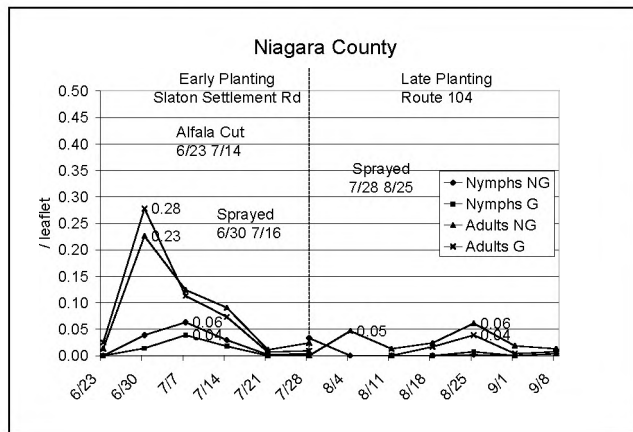 Niagara County
Early Planting
Slaton Settlement Rd
Late Planting
Route 104
Alfala Cut
6/23 7/14
Sprayed
7/28 8/25
Sprayed
6/30 7/16
Nymphs NG
Nymphs G
Adults NG
Adults G
/ leaflet
0.50
0.45
0.40
0.35
0.30
0.25
0.20
0.15
0.10
0.05
0.00
0.28
0.23
0.06
0.04
0.05
0.06
0.04
6/23
6/30
7/7
7/14
7/21
7/28
8/4
8/11
8/18
8/25
9/1
9/8